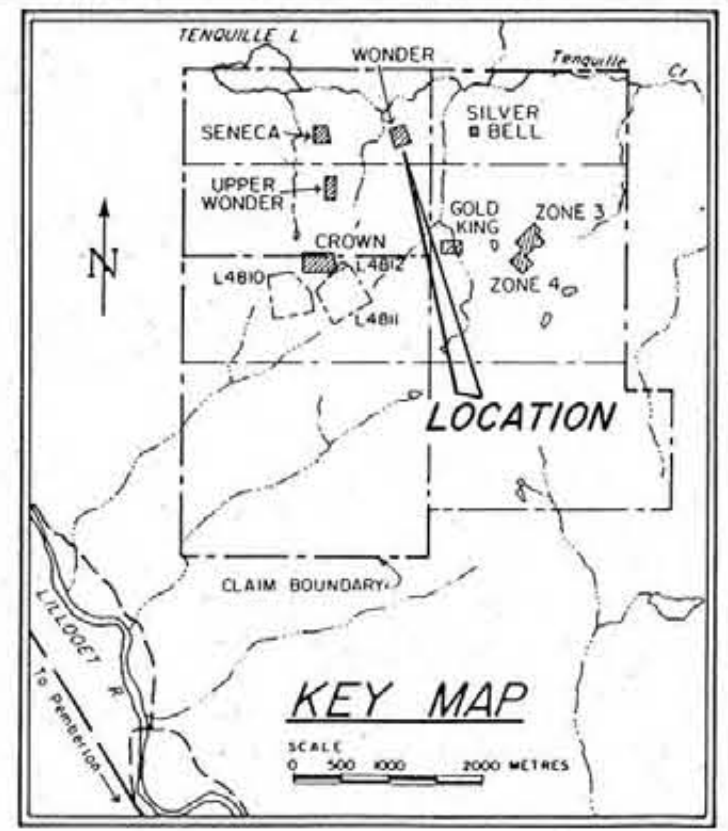 TENQUILLE L
WONDER
Tenquille Cr
SENECA
SILVER
BELL
UPPER
WONDER
GOLD
KING
ZONE 3
CROWN
L4810
L4812
ZONE 4
L4811
N
LOCATION
CLAIM BOUNDARY
LILLOOET R.
To Pemberton
KEY MAP
SCALE
0 500 1000 2000 METRES